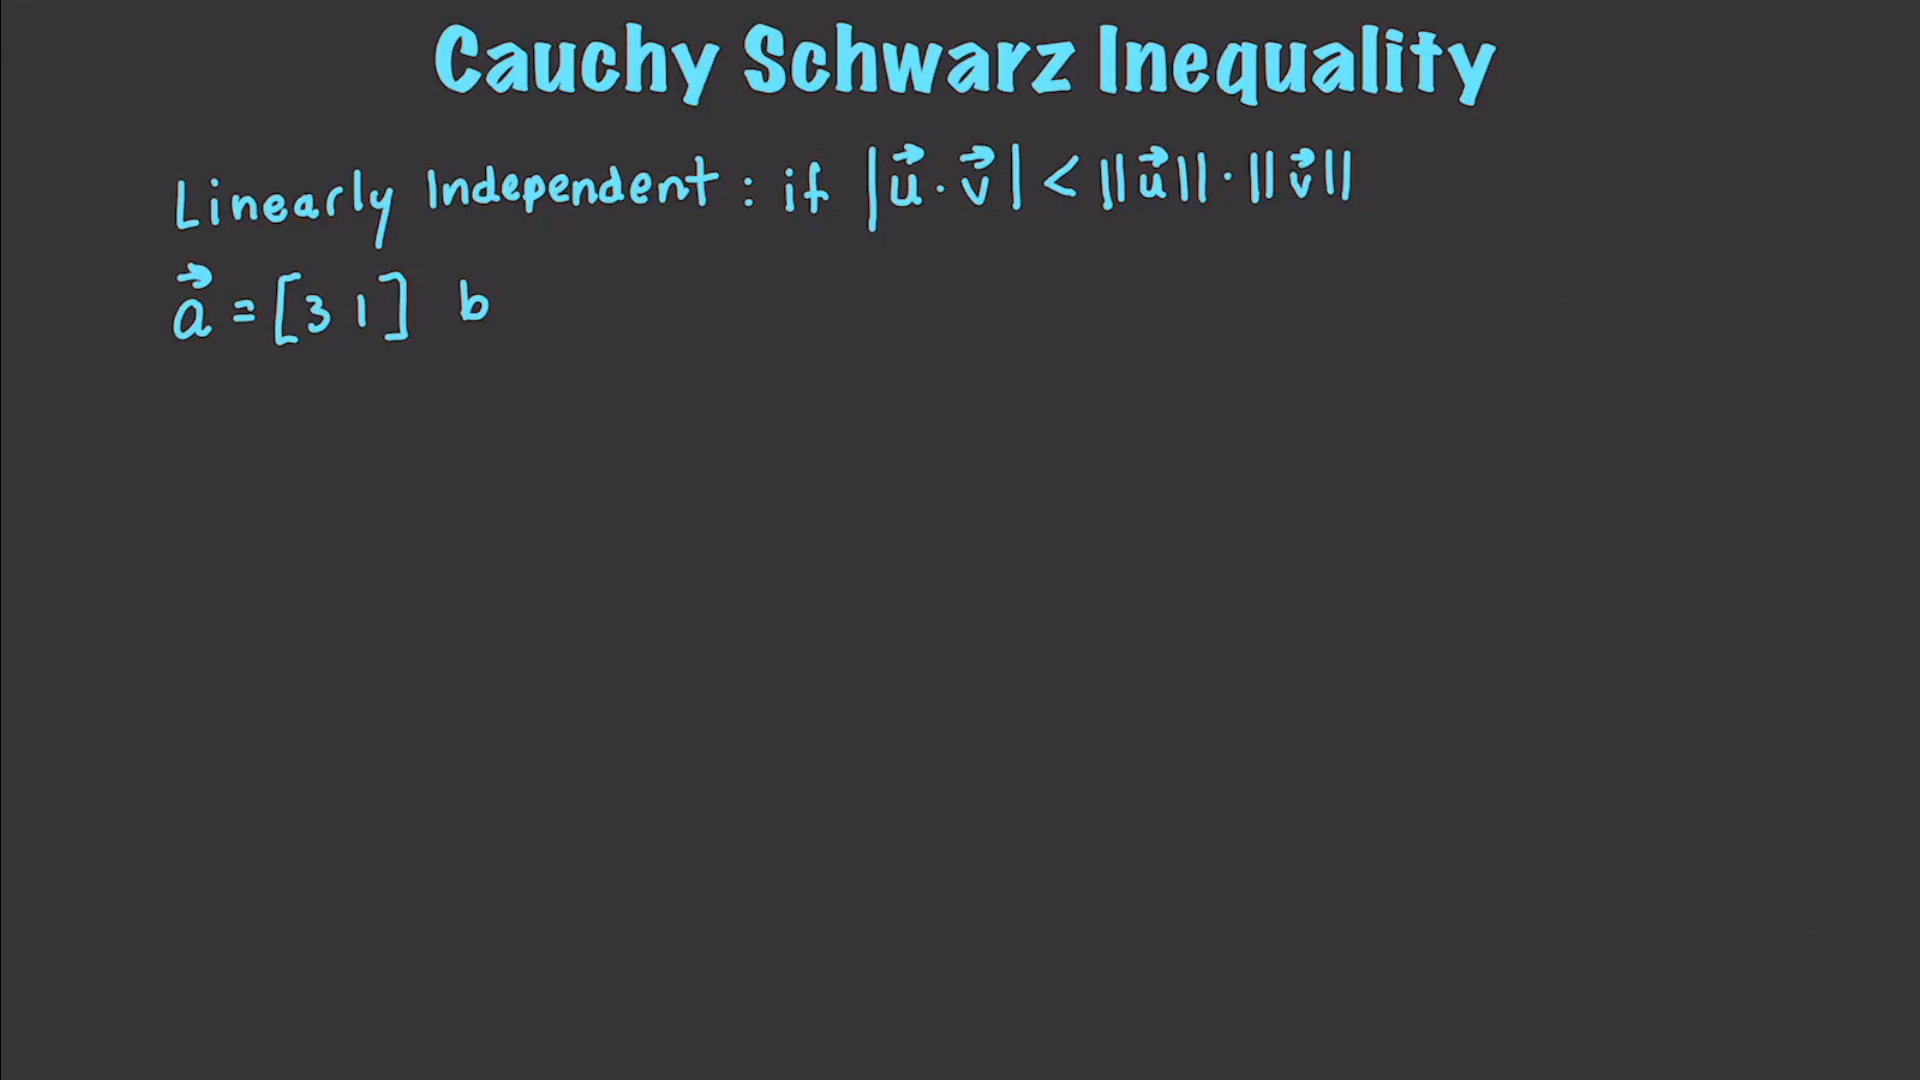 Cauchy Schwarz Inequality
Linearly Independent : if |u⃗ · v⃗| < ||u⃗|| · ||v⃗||
a⃗ = [3 1] b